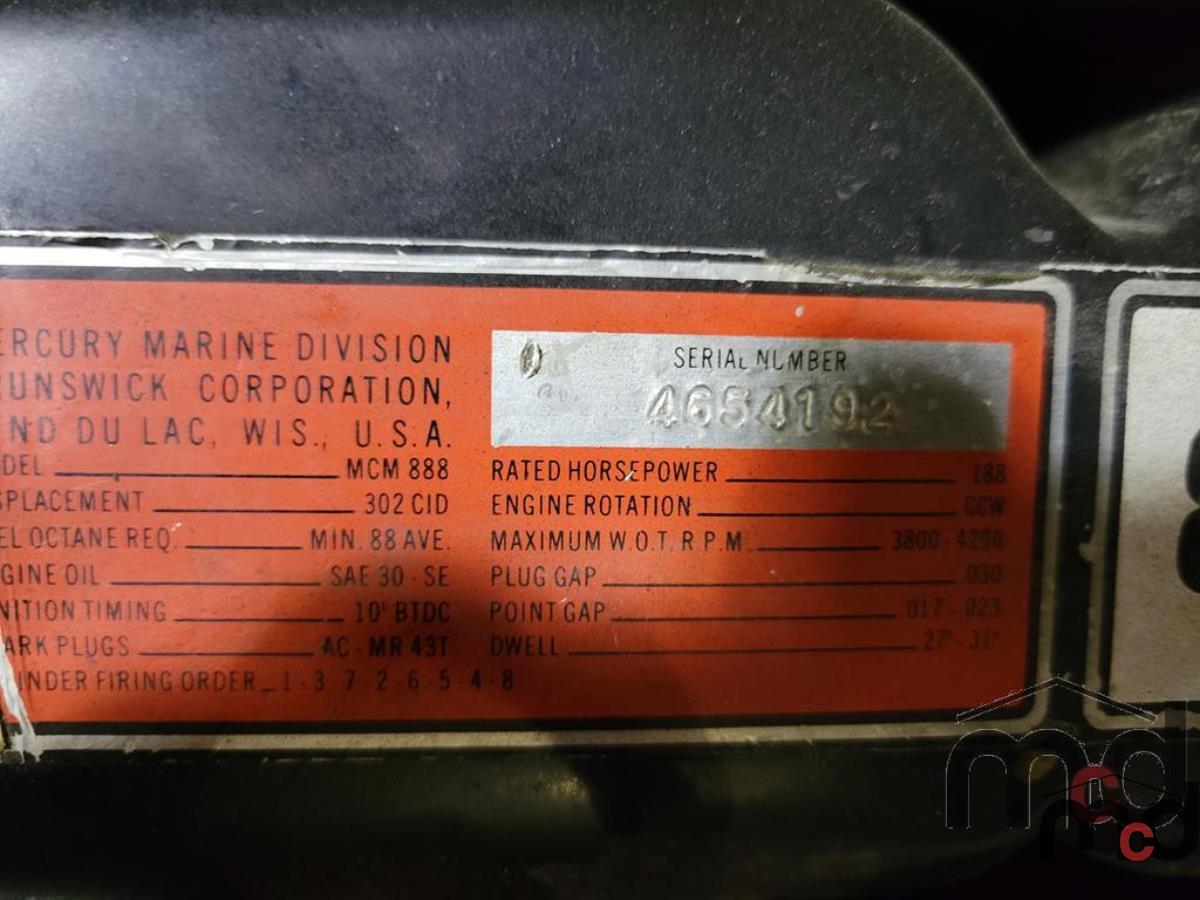 ERCURY MARINE DIVISION
UNSWICK CORPORATION,
ND DU LAC, WIS., U.S.A.
DEL MCM 888
SPLACEMENT 302 CID
EL OCTANE REQ. MIN. 88 AVE.
GINE OIL SAE 30 - SE
NITION TIMING 10° BTDC
ARK PLUGS AC - MR 43T
INDER FIRING ORDER 1-3-7-2-6-5-4-8
SERIAL NUMBER
4654192
RATED HORSEPOWER 188
ENGINE ROTATION CCW
MAXIMUM W.O.T. R.P.M. 3800-4200
PLUG GAP .030
POINT GAP .017-.023
DWELL 27°-31°
8
mcd
mccd